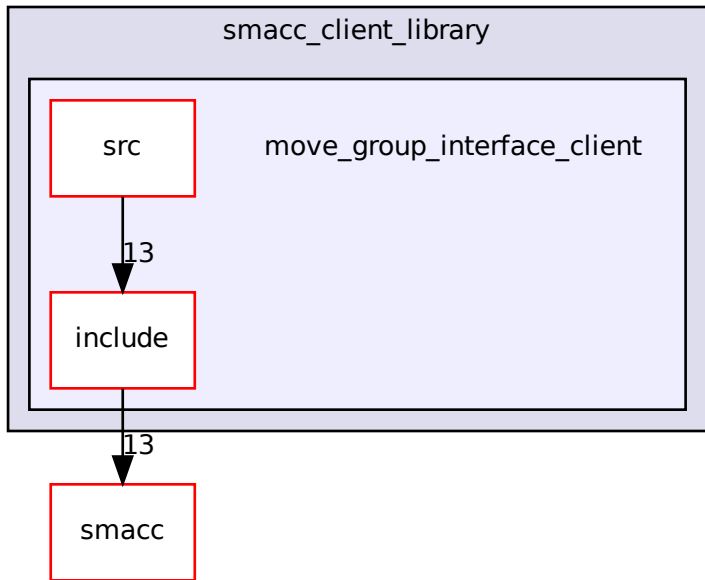 smacc_client_library
src
move_group_interface_client
13
include
13
smacc